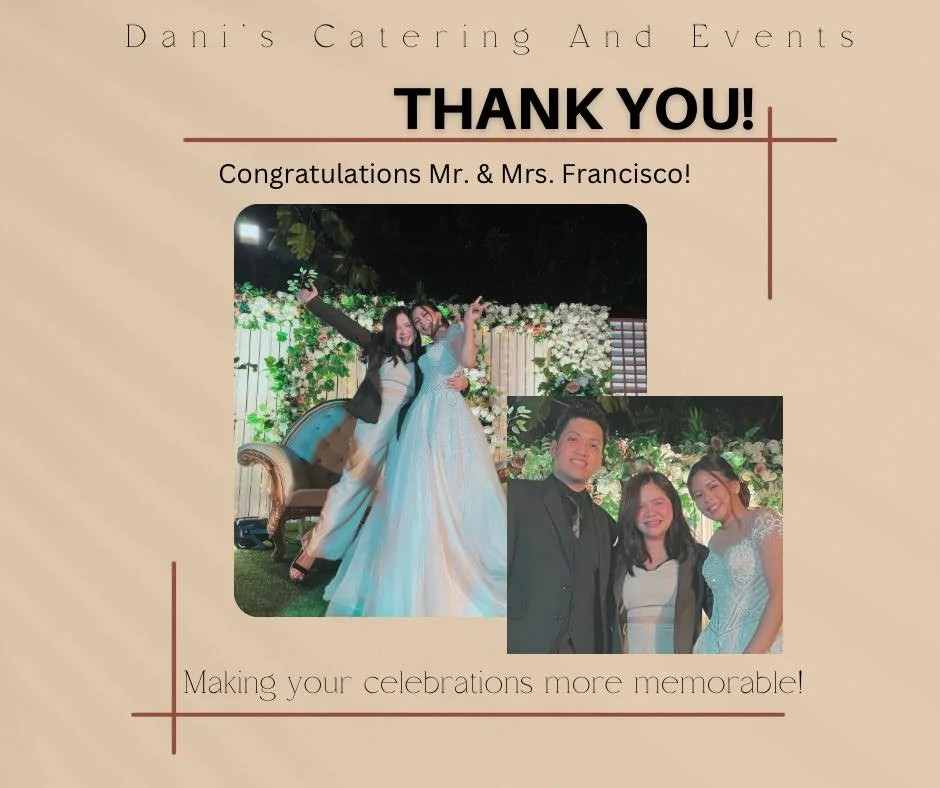 Dani's Catering And Events
THANK YOU!
Congratulations Mr. & Mrs. Francisco!
Making your celebrations more memorable!